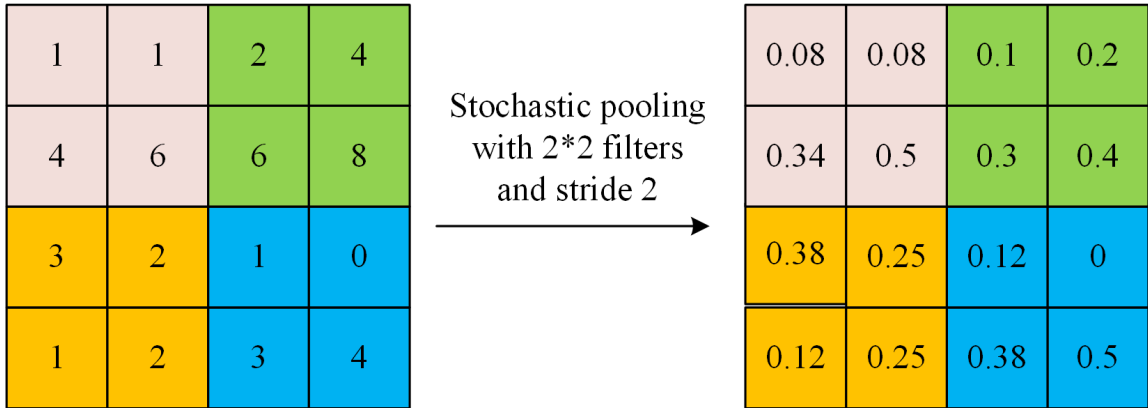 1 1 2 4
4 6 6 8
3 2 1 0
1 2 3 4
Stochastic pooling
with 2*2 filters
and stride 2
0.08 0.08 0.1 0.2
0.34 0.5 0.3 0.4
0.38 0.25 0.12 0
0.12 0.25 0.38 0.5